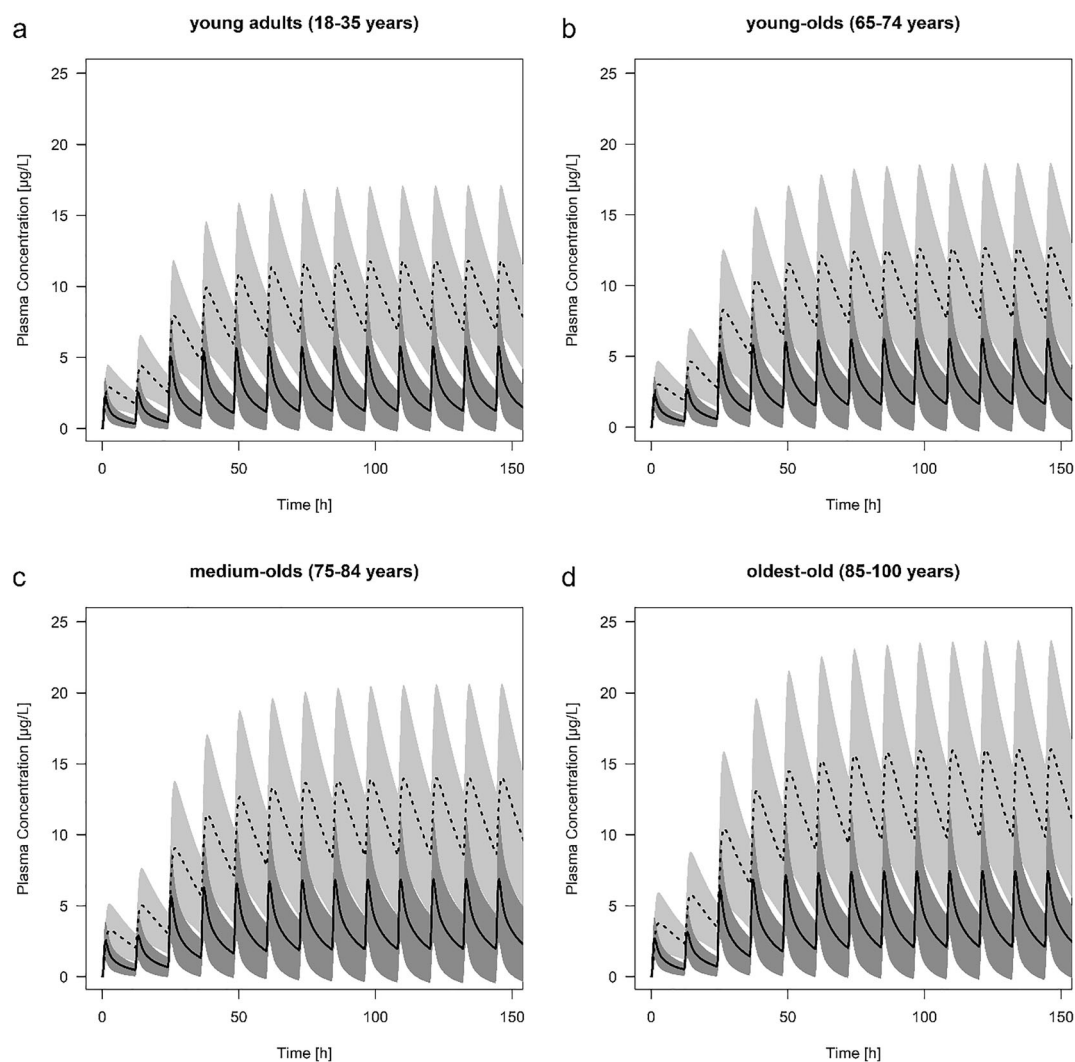 a
young adults (18-35 years)
25
20
15
10
5
0
Plasma Concentration [µg/L]
0
50
100
150
Time [h]
b
young-olds (65-74 years)
25
20
15
10
5
0
Plasma Concentration [µg/L]
0
50
100
150
Time [h]
c
medium-olds (75-84 years)
25
20
15
10
5
0
Plasma Concentration [µg/L]
0
50
100
150
Time [h]
d
oldest-old (85-100 years)
25
20
15
10
5
0
Plasma Concentration [µg/L]
0
50
100
150
Time [h]